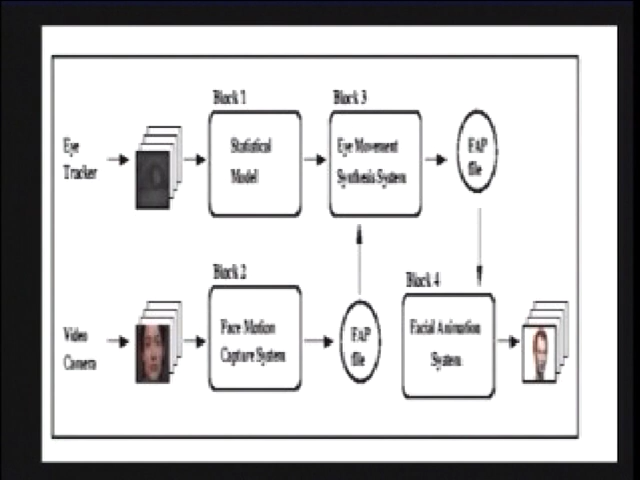 Block 1
Block 3
Eye
Tracker
Statistical
Model
Eye Movement
Synthesis System
FAP
file
Block 2
Block 4
Video
Camera
Face Motion
Capture System
FAP
file
Facial Animation
System